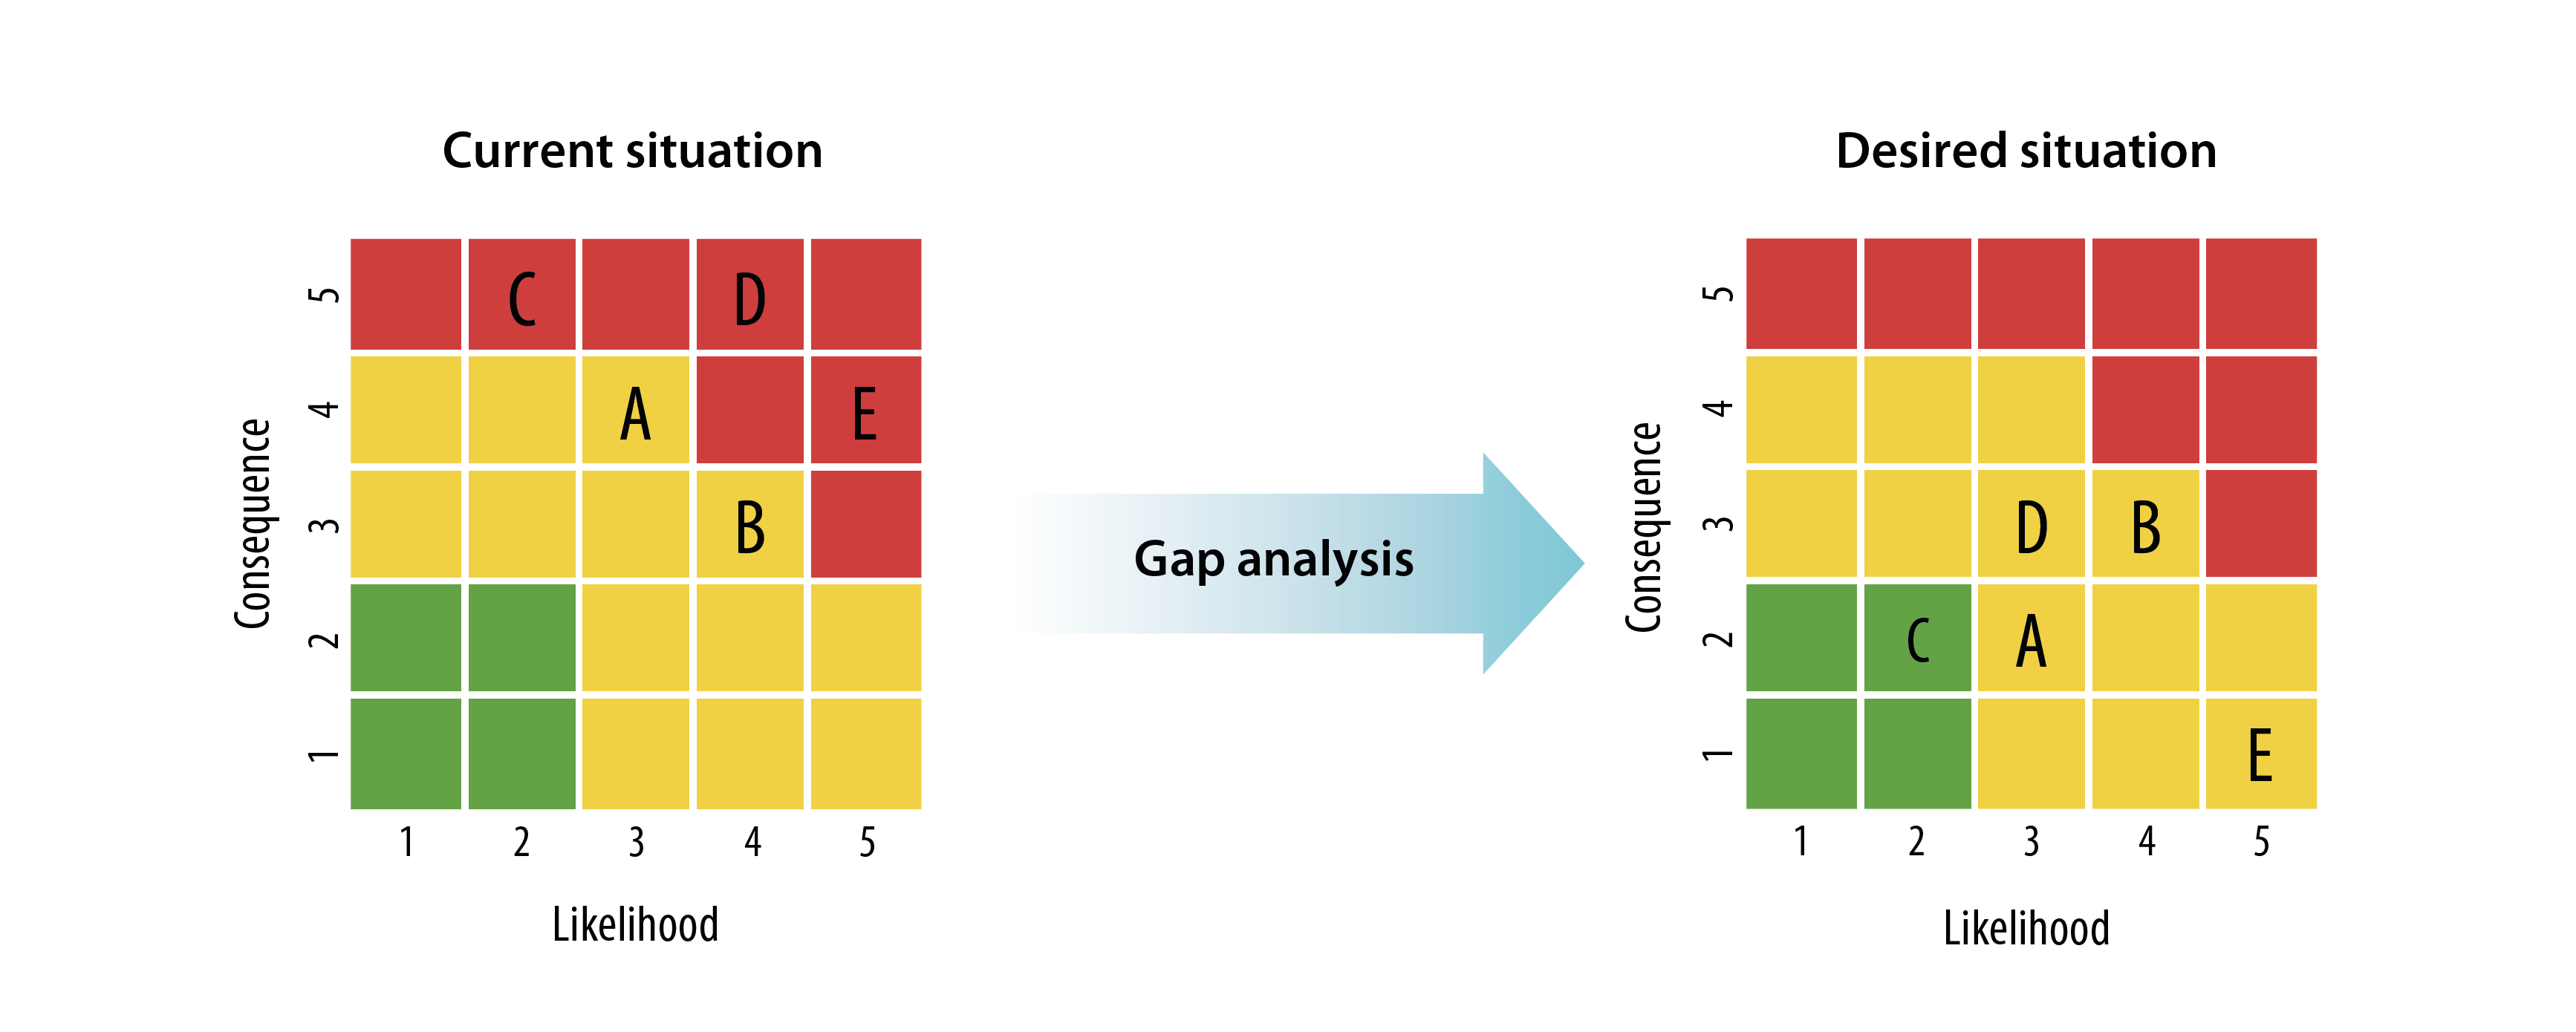 Current situation
Consequence
5
C
D
4
A
E
3
B
2
1
1 2 3 4 5
Likelihood
Gap analysis
Desired situation
Consequence
5
4
3
D
B
2
C
A
1
E
1 2 3 4 5
Likelihood